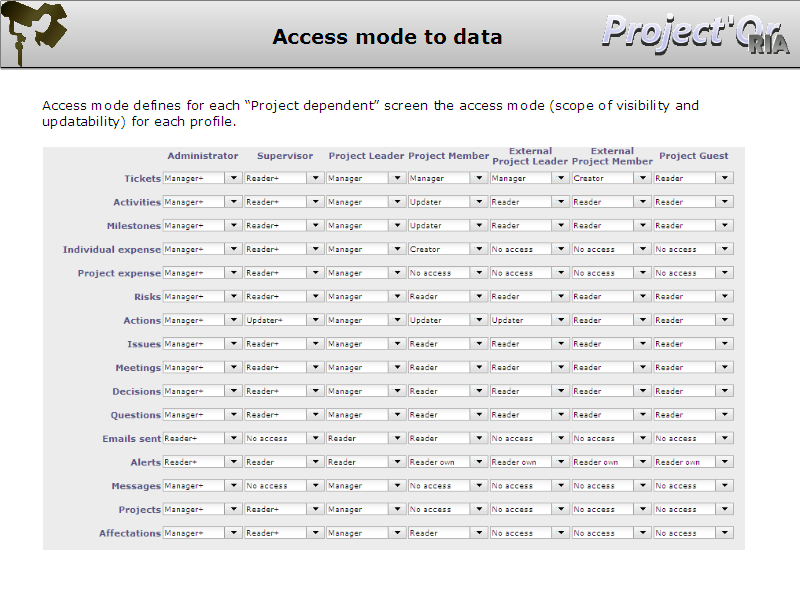 Access mode to data
Project'Or
RIA
Access mode defines for each “Project dependent” screen the access mode (scope of visibility and
updatability) for each profile.
Administrator Supervisor Project Leader Project Member External Project Leader External Project Member Project Guest
Tickets Manager+ Reader+ Manager Manager Manager Creator Reader
Activities Manager+ Reader+ Manager Updater Reader Reader Reader
Milestones Manager+ Reader+ Manager Updater Reader Reader Reader
Individual expense Manager+ Reader+ Manager Creator No access No access No access
Project expense Manager+ Reader+ Manager No access No access No access No access
Risks Manager+ Reader+ Manager Reader Reader Reader Reader
Actions Manager+ Updater+ Manager Updater Updater Reader Reader
Issues Manager+ Reader+ Manager Reader Reader Reader Reader
Meetings Manager+ Reader+ Manager Reader Reader Reader Reader
Decisions Manager+ Reader+ Manager Reader Reader Reader Reader
Questions Manager+ Reader+ Manager Reader Reader Reader Reader
Emails sent Reader+ No access Reader Reader No access No access No access
Alerts Reader+ Reader Reader Reader own Reader own Reader own Reader own
Messages Manager+ No access Manager No access No access No access No access
Projects Manager+ Reader+ Manager No access No access No access No access
Affectations Manager+ Reader+ Manager Reader No access No access No access